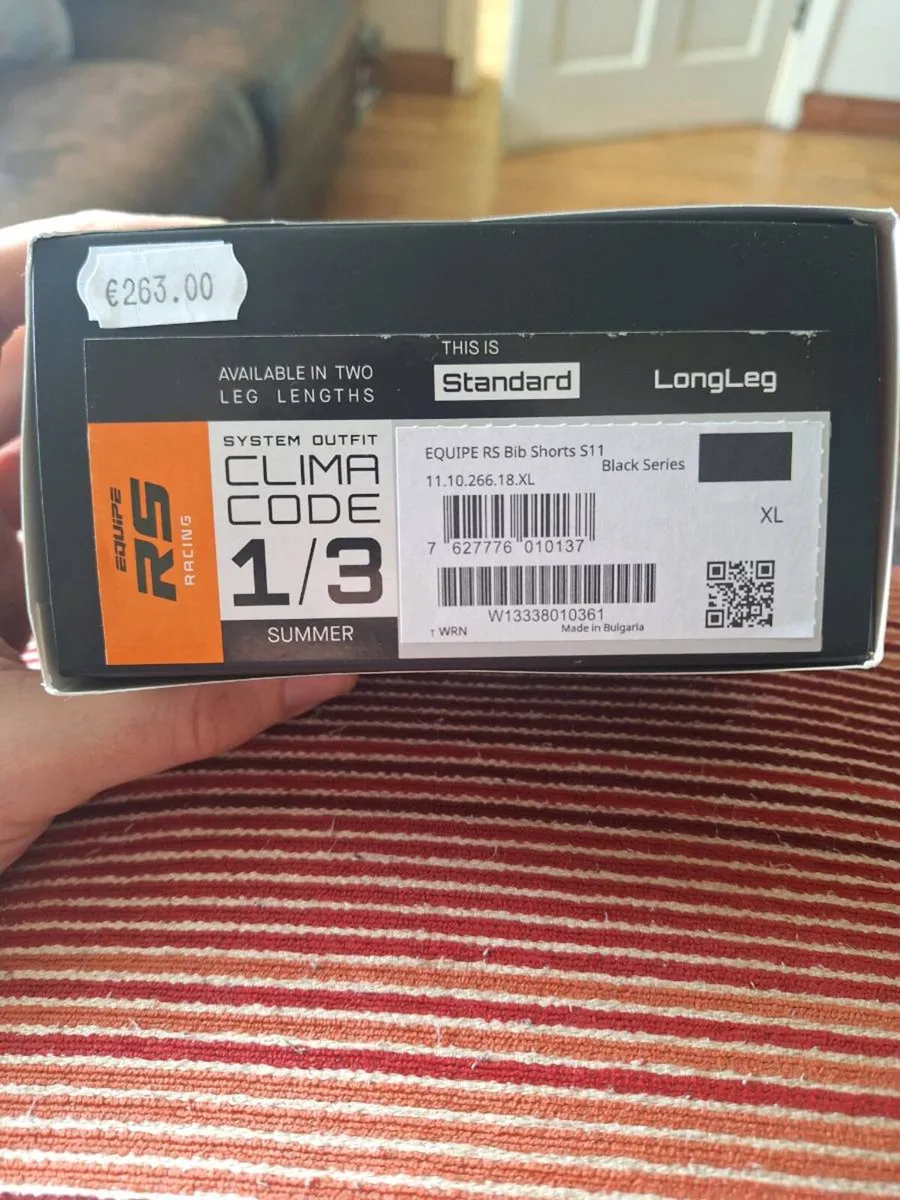 €263.00
THIS IS
AVAILABLE IN TWO
LEG LENGTHS
Standard
LongLeg
EQUIPE
RS
RACING
SYSTEM OUTFIT
CLIMA
CODE
1/3
SUMMER
EQUIPE RS Bib Shorts S11
Black Series
11.10.266.18.XL
XL
7 627776 010137
W13338010361
T WRN
Made in Bulgaria